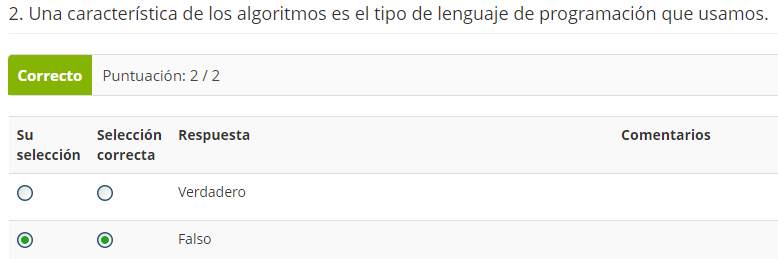 2. Una característica de los algoritmos es el tipo de lenguaje de programación que usamos.
Correcto Puntuación: 2 / 2
Su selección Selección correcta Respuesta Comentarios
Verdadero
Falso